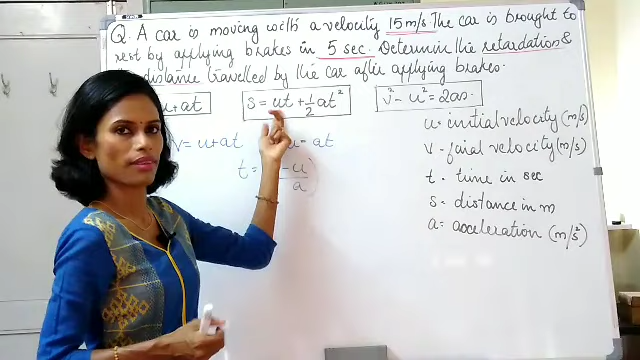 Q. A car is moving with a velocity 15 m/s. The car is brought to
rest by applying brakes in 5 sec. Determine the retardation &
distance travelled by the car after applying brakes.
u+at
S = ut + 1/2 at²
v² - u² = 2as
u = initial velocity (m/s)
v = u+at
u = at
v - final velocity (m/s)
t =
- u
a
t - time in sec
s = distance in m
a = acceleration (m/s²)